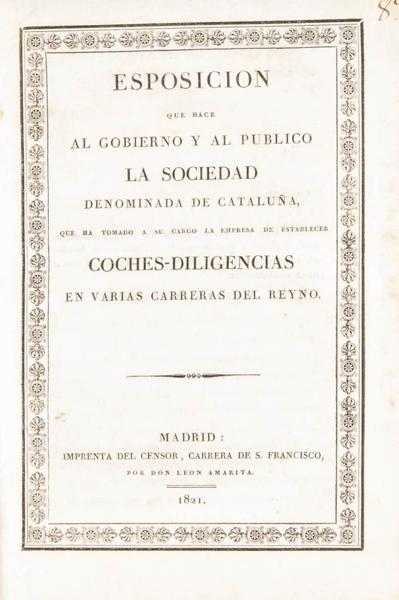 8
ESPOSICION
QUE HACE
AL GOBIERNO Y AL PUBLICO
LA SOCIEDAD
DENOMINADA DE CATALUÑA,
QUE HA TOMADO A SU CARGO LA EMPRESA DE ESTABLECER
COCHES-DILIGENCIAS
EN VARIAS CARRERAS DEL REYNO.
MADRID:
IMPRENTA DEL CENSOR, CARRERA DE S. FRANCISCO,
POR DON LEON AMARITA.
1821.